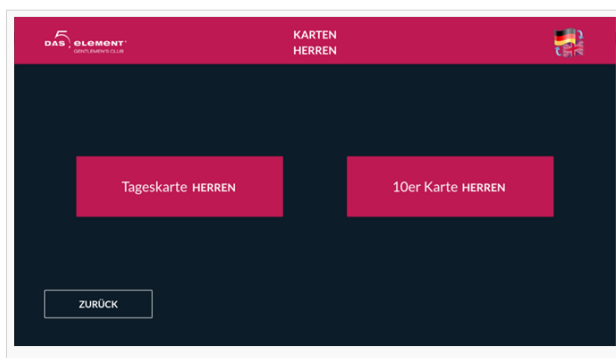 DAS 5. ELEMENT
GENTLEMEN'S CLUB
KARTEN
HERREN
Tageskarte HERREN
10er Karte HERREN
ZURÜCK